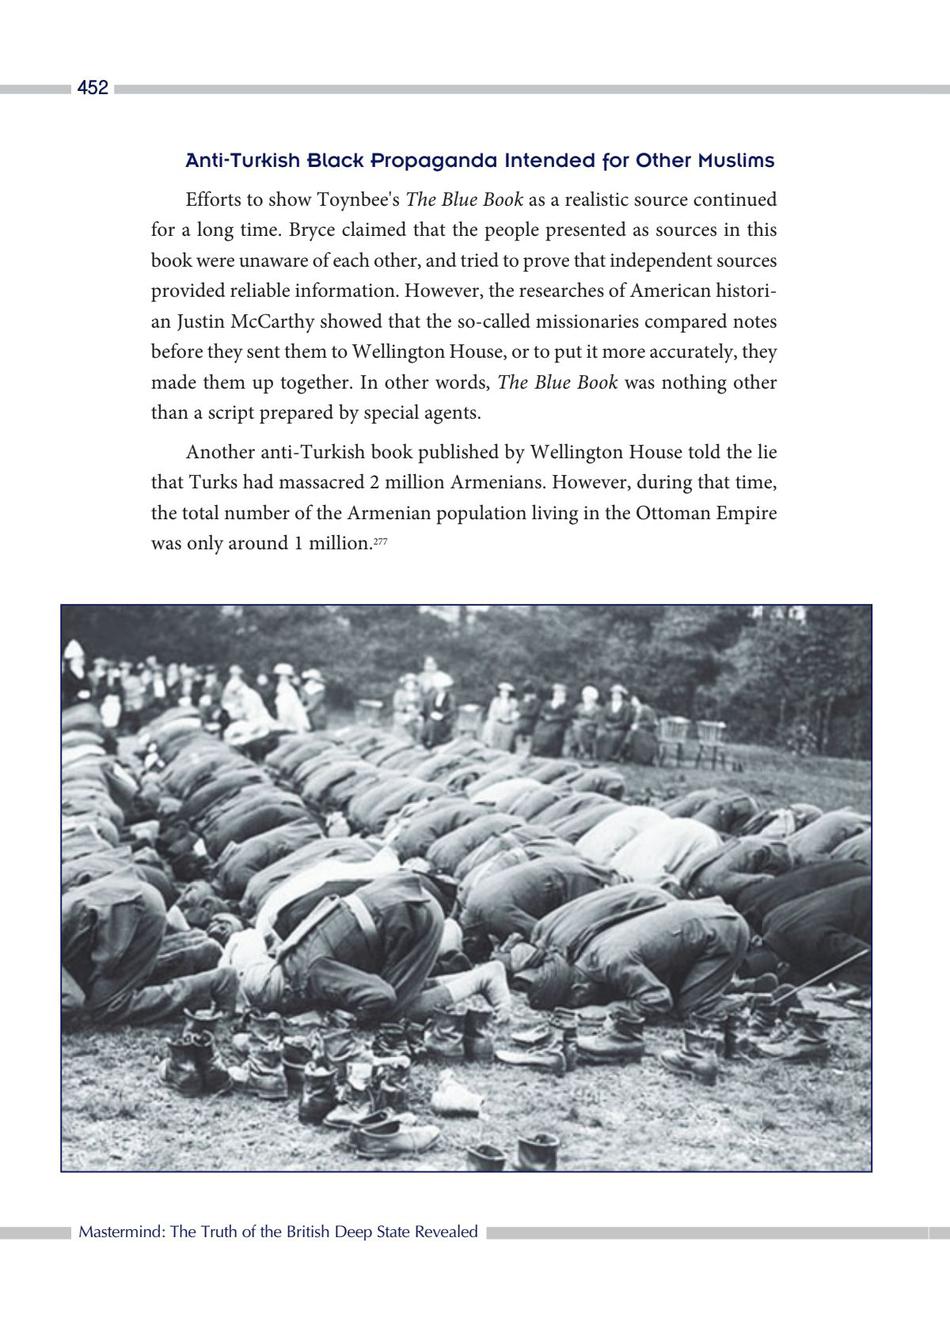 452
Anti-Turkish Black Propaganda Intended for Other Muslims
Efforts to show Toynbee's The Blue Book as a realistic source continued
for a long time. Bryce claimed that the people presented as sources in this
book were unaware of each other, and tried to prove that independent sources
provided reliable information. However, the researches of American histori-
an Justin McCarthy showed that the so-called missionaries compared notes
before they sent them to Wellington House, or to put it more accurately, they
made them up together. In other words, The Blue Book was nothing other
than a script prepared by special agents.
Another anti-Turkish book published by Wellington House told the lie
that Turks had massacred 2 million Armenians. However, during that time,
the total number of the Armenian population living in the Ottoman Empire
was only around 1 million.277
Mastermind: The Truth of the British Deep State Revealed